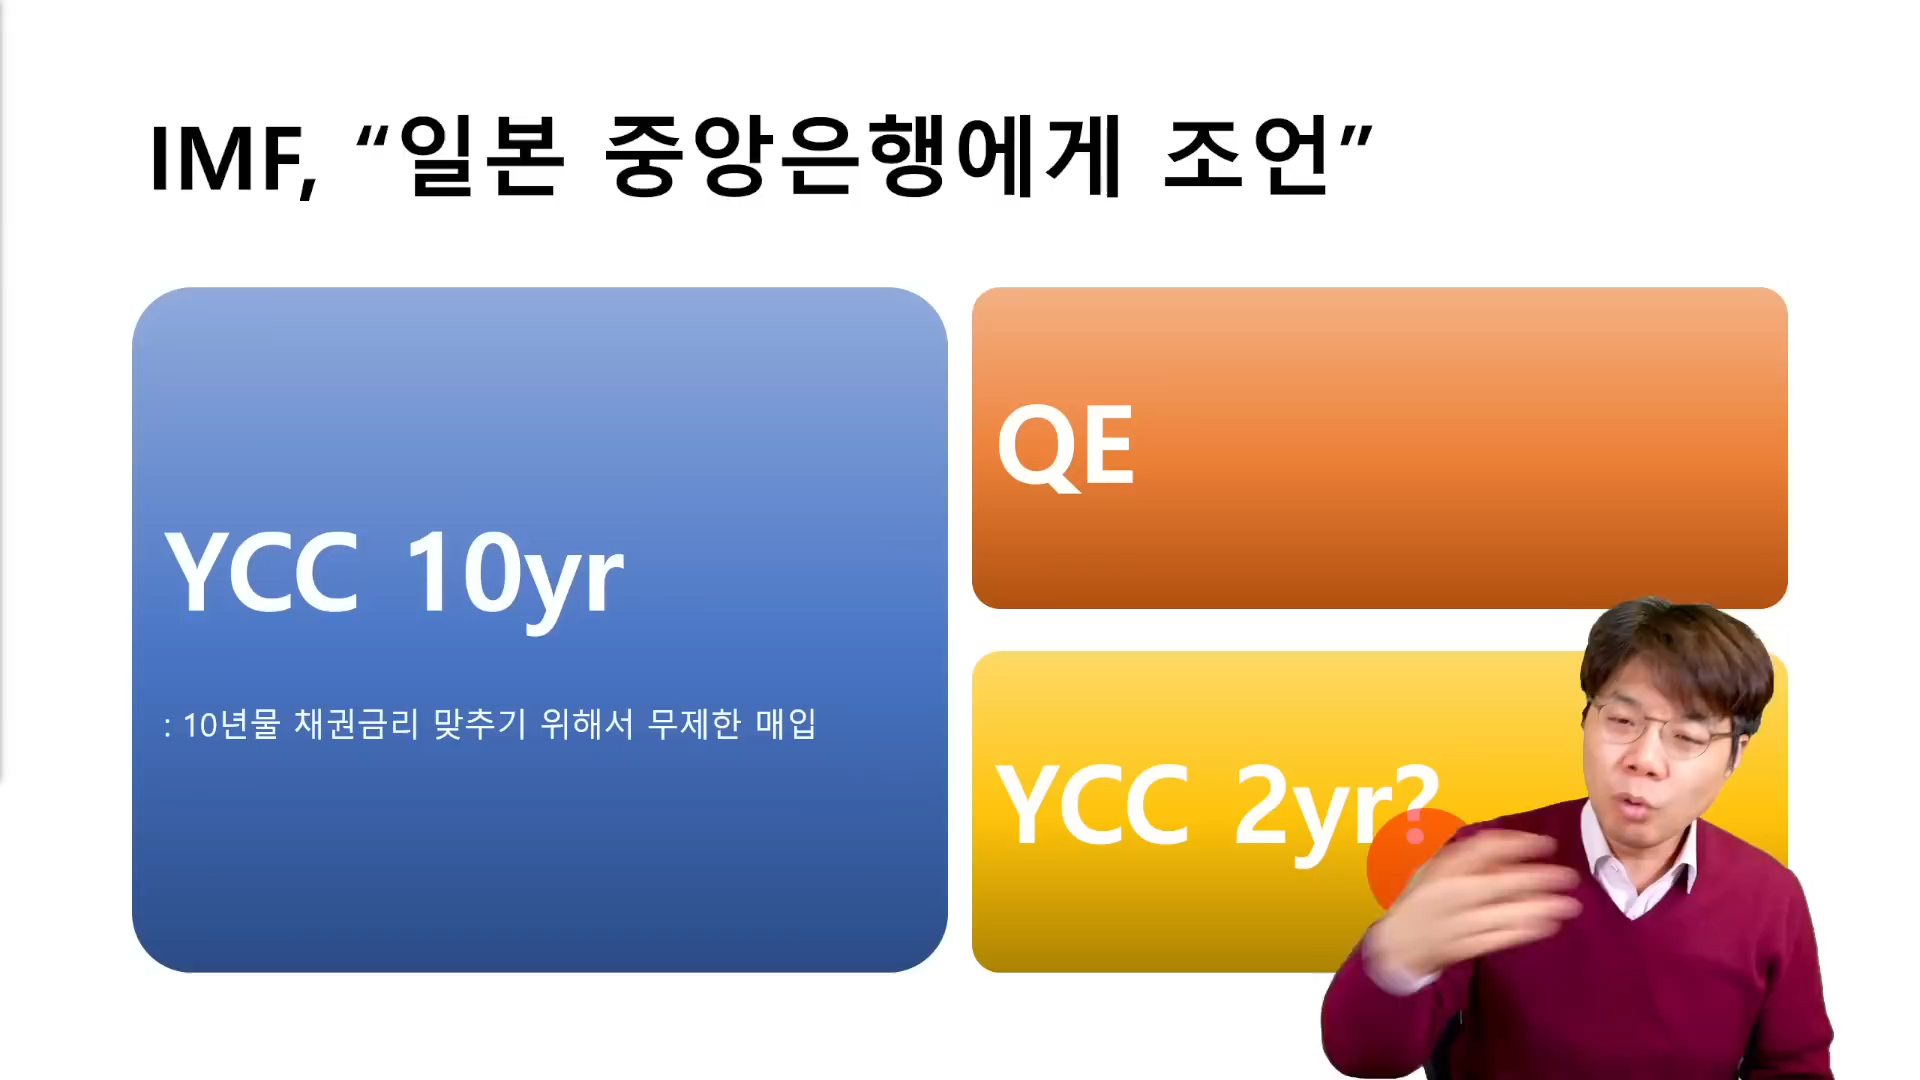 IMF, “일본 중앙은행에게 조언”
YCC 10yr
: 10년물 채권금리 맞추기 위해서 무제한 매입
QE
YCC 2yr?